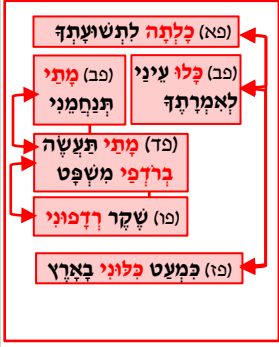 (פא) כָּלְתָה לִתְשׁוּעָתְךָ
(פב) כָּלוּ עֵינַי
לְאִמְרָתֶךָ
(פב) מָתַי
תְּנַחֲמֵנִי
(פד) מָתַי תַּעֲשֶׂה
בְרֹדְפַי מִשְׁפָּט
(פו) שֶׁקֶר רְדָפוּנִי
(פז) כִּמְעַט כִּלּוּנִי בָאָרֶץ